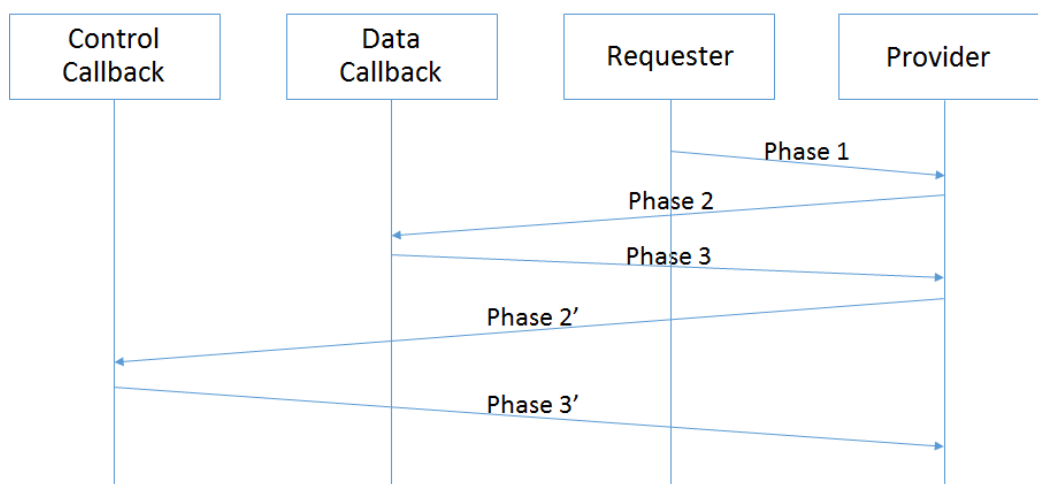 Control
Callback
Data
Callback
Requester
Provider
Phase 1
Phase 2
Phase 3
Phase 2’
Phase 3’